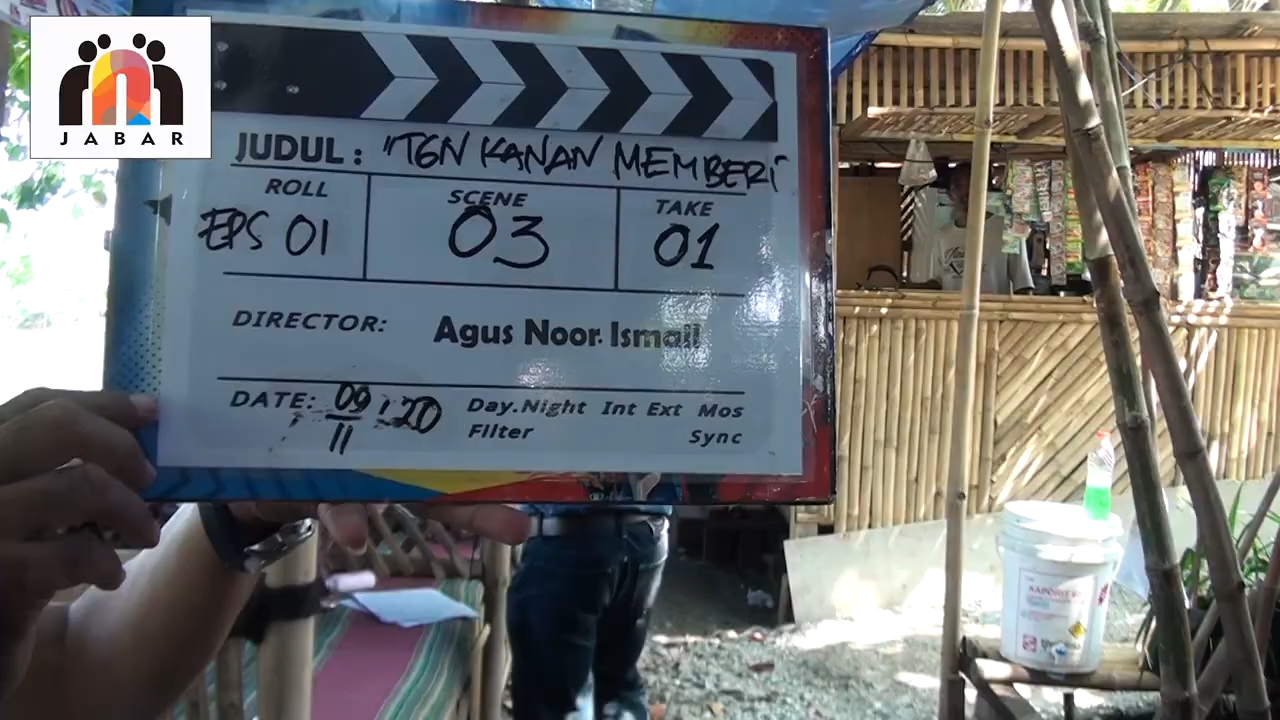 JABAR
JUDUL: "TGN KANAN MEMBERI"
ROLL SCENE TAKE
EPS 01 03 01
DIRECTOR: Agus Noor Ismail
DATE: 09/11 '20 Day.Night Int Ext Mos
Filter Sync